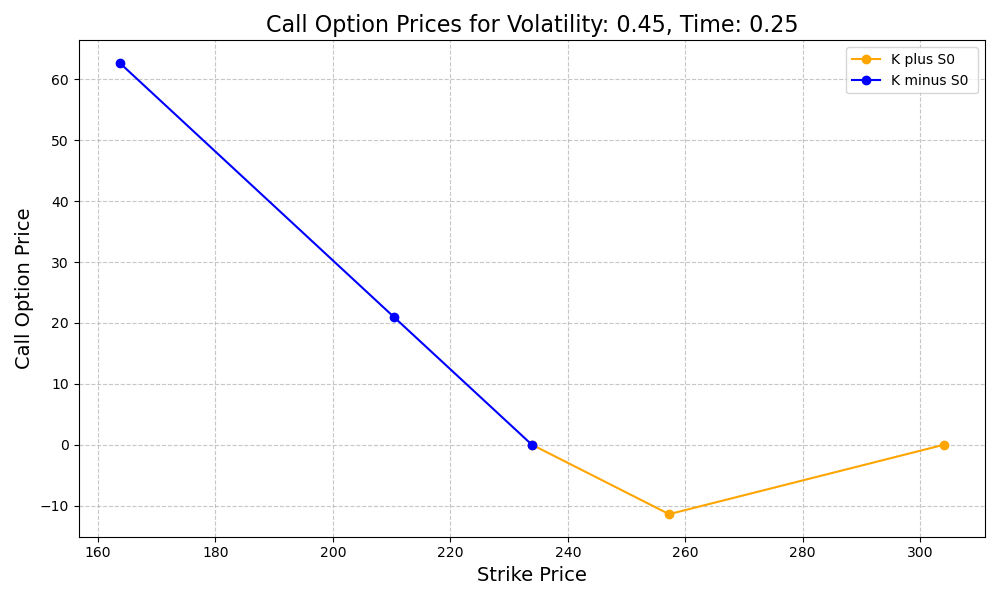 Call Option Prices for Volatility: 0.45, Time: 0.25
K plus S0
K minus S0
Call Option Price
60
50
40
30
20
10
0
−10
160 180 200 220 240 260 280 300
Strike Price